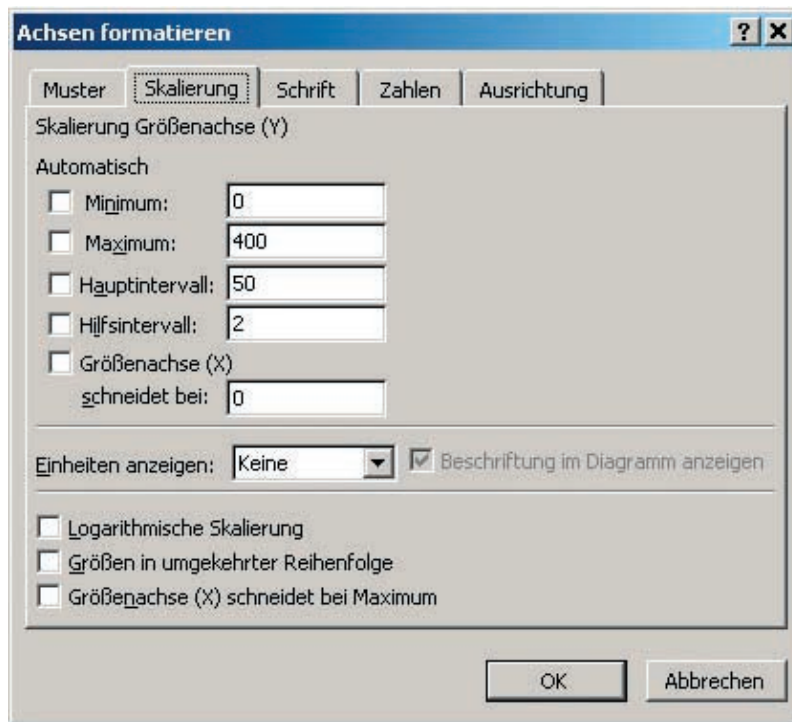 Achsen formatieren
Muster Skalierung Schrift Zahlen Ausrichtung
Skalierung Größenachse (Y)
Automatisch
Minimum: 0
Maximum: 400
Hauptintervall: 50
Hilfsintervall: 2
Größenachse (X)
schneidet bei: 0
Einheiten anzeigen: Keine Beschriftung im Diagramm anzeigen
Logarithmische Skalierung
Größen in umgekehrter Reihenfolge
Größenachse (X) schneidet bei Maximum
OK Abbrechen